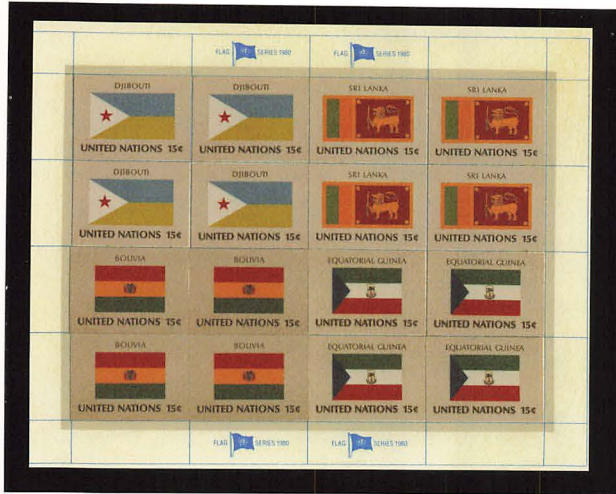 FLAG SERIES 1980 FLAG SERIES 1980
DJIBOUTI DJIBOUTI SRI LANKA SRI LANKA
UNITED NATIONS 15¢ UNITED NATIONS 15¢ UNITED NATIONS 15¢ UNITED NATIONS 15¢
DJIBOUTI DJIBOUTI SRI LANKA SRI LANKA
UNITED NATIONS 15¢ UNITED NATIONS 15¢ UNITED NATIONS 15¢ UNITED NATIONS 15¢
BOLIVIA BOLIVIA EQUATORIAL GUINEA EQUATORIAL GUINEA
UNITED NATIONS 15¢ UNITED NATIONS 15¢ UNITED NATIONS 15¢ UNITED NATIONS 15¢
BOLIVIA BOLIVIA EQUATORIAL GUINEA EQUATORIAL GUINEA
UNITED NATIONS 15¢ UNITED NATIONS 15¢ UNITED NATIONS 15¢ UNITED NATIONS 15¢
FLAG SERIES 1980 FLAG SERIES 1980